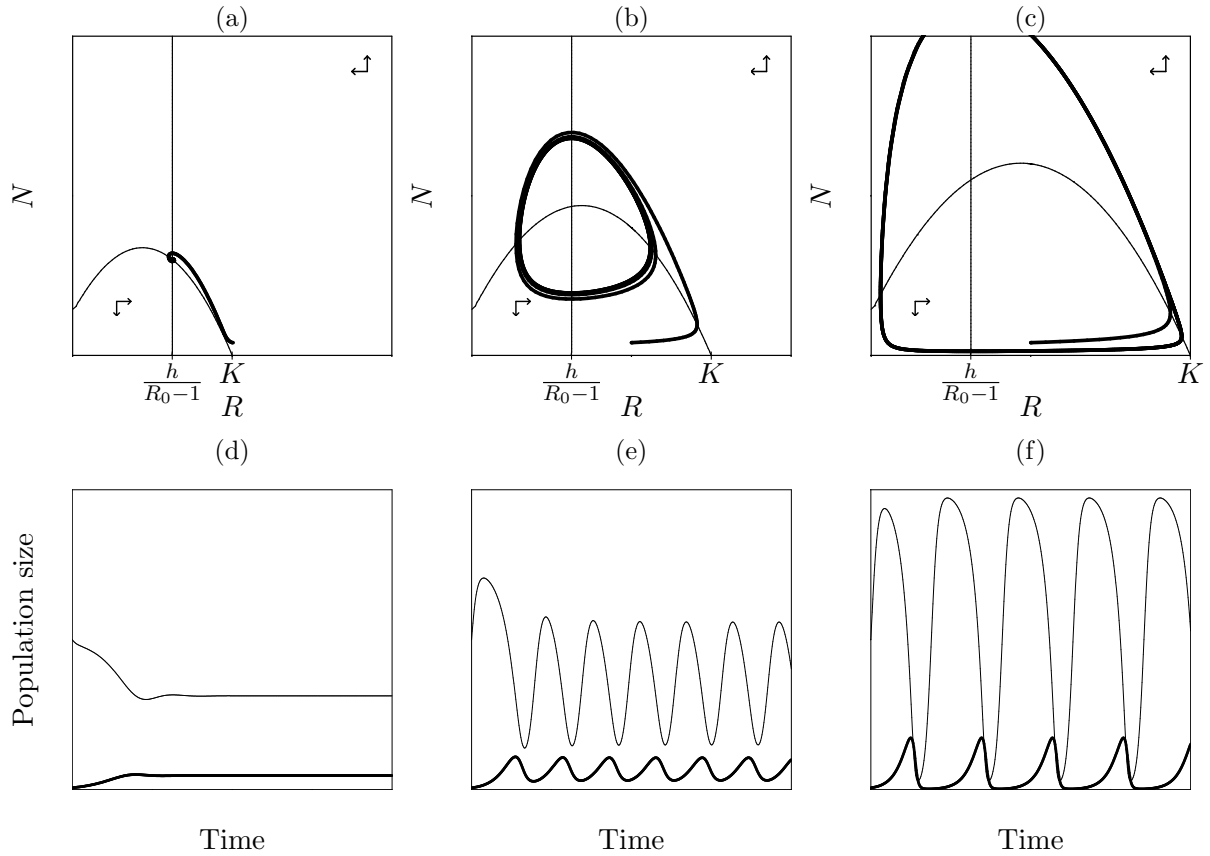 (a) (b) (c)
N N N
h/(R₀−1) K h/(R₀−1) K h/(R₀−1) K
R R R
(d) (e) (f)
Population size
Time Time Time